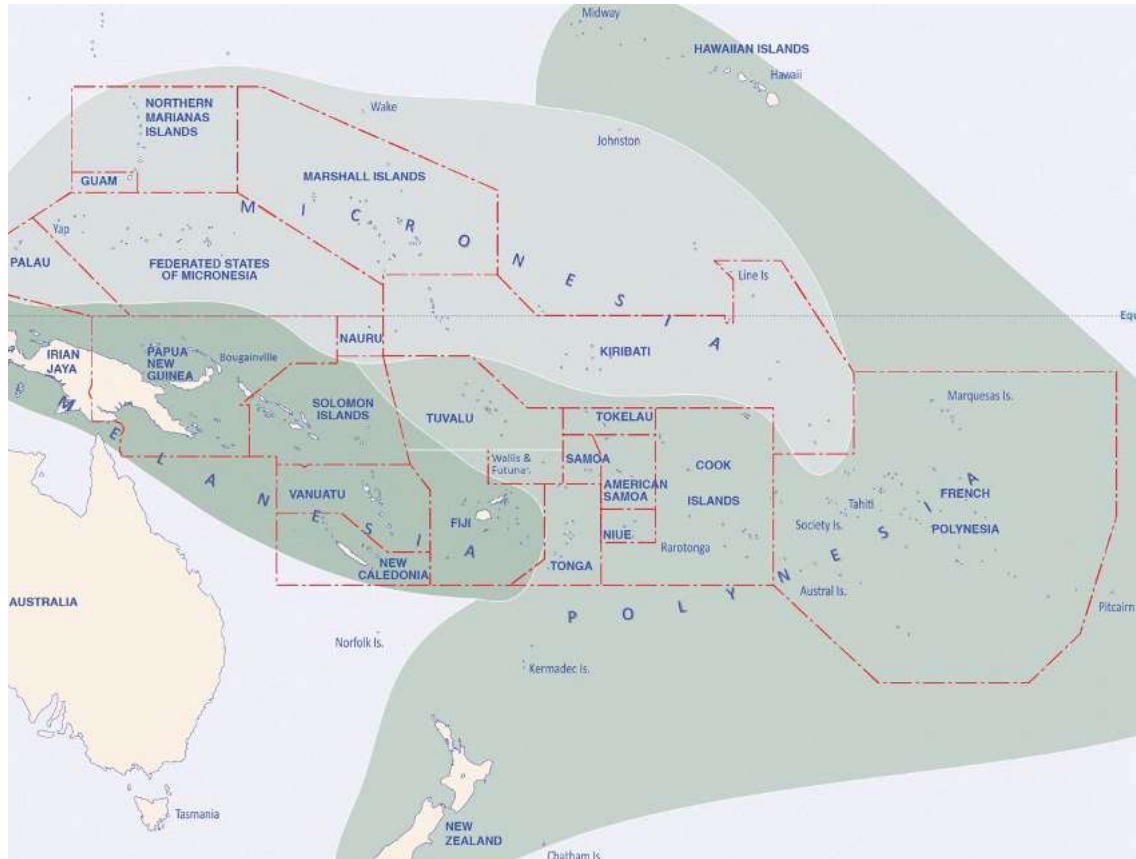 Midway
HAWAIIAN ISLANDS
Hawaii
NORTHERN
MARIANAS
ISLANDS
Wake
Johnston
GUAM
MARSHALL ISLANDS
MICRONESIA
Yap
PALAU
FEDERATED STATES
OF MICRONESIA
Line Is
Equ
NAURU
KIRIBATI
IRIAN
JAYA
PAPUA
NEW
GUINEA
Bougainville
SOLOMON
ISLANDS
TUVALU
TOKELAU
Marquesas Is.
MELANESIA
Wallis &
Futuna
SAMOA
AMERICAN
SAMOA
COOK
ISLANDS
VANUATU
FIJI
NIUE
Rarotonga
Tahiti
Society Is.
FRENCH
POLYNESIA
NEW
CALEDONIA
TONGA
Austral Is.
Pitcairn
POLYNESIA
AUSTRALIA
Norfolk Is.
Kermadec Is.
Tasmania
NEW
ZEALAND
Chatham Is.